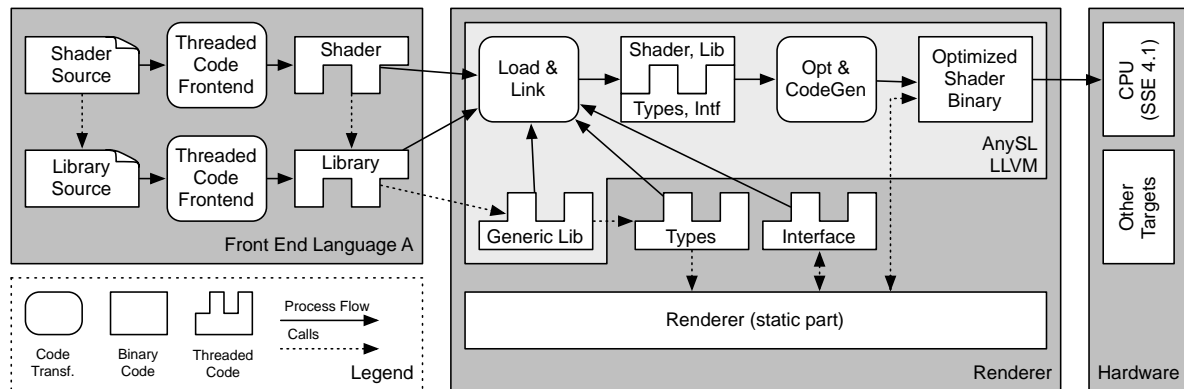 Shader
Source
Threaded
Code
Frontend
Shader
Library
Source
Threaded
Code
Frontend
Library
Front End Language A
Load &
Link
Shader, Lib
Types, Intf
Opt &
CodeGen
Optimized
Shader
Binary
AnySL
LLVM
Generic Lib
Types
Interface
Renderer (static part)
Renderer
CPU
(SSE 4.1)
Other
Targets
Hardware
Code
Transf.
Binary
Code
Threaded
Code
Process Flow
Calls
Legend